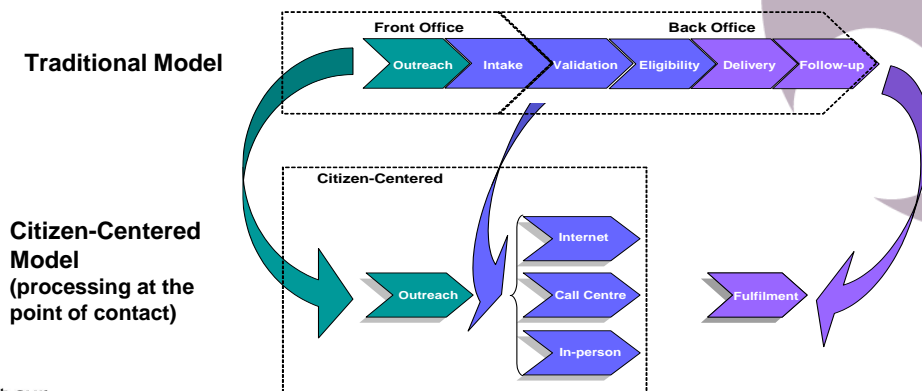 Front Office
Back Office
Traditional Model
Outreach
Intake
Validation
Eligibility
Delivery
Follow-up
Citizen-Centered
Citizen-Centered
Model
(processing at the
point of contact)
Internet
Outreach
Call Centre
Fulfilment
In-person